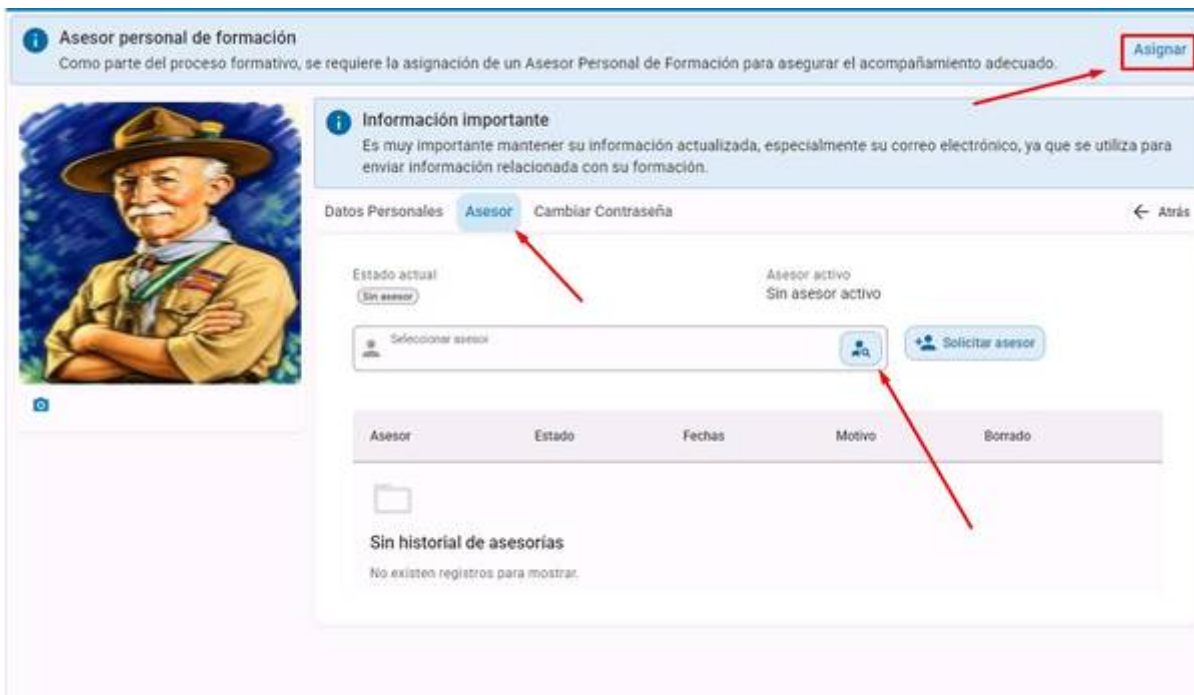 Asesor personal de formación
Como parte del proceso formativo, se requiere la asignación de un Asesor Personal de Formación para asegurar el acompañamiento adecuado.
Asignar
Información importante
Es muy importante mantener su información actualizada, especialmente su correo electrónico, ya que se utiliza para
enviar información relacionada con su formación.
Datos Personales Asesor Cambiar Contraseña Atrás
Estado actual Asesor activo
Sin asesor Sin asesor activo
Seleccionar asesor Solicitar asesor
Asesor Estado Fechas Motivo Borrado
Sin historial de asesorías
No existen registros para mostrar.